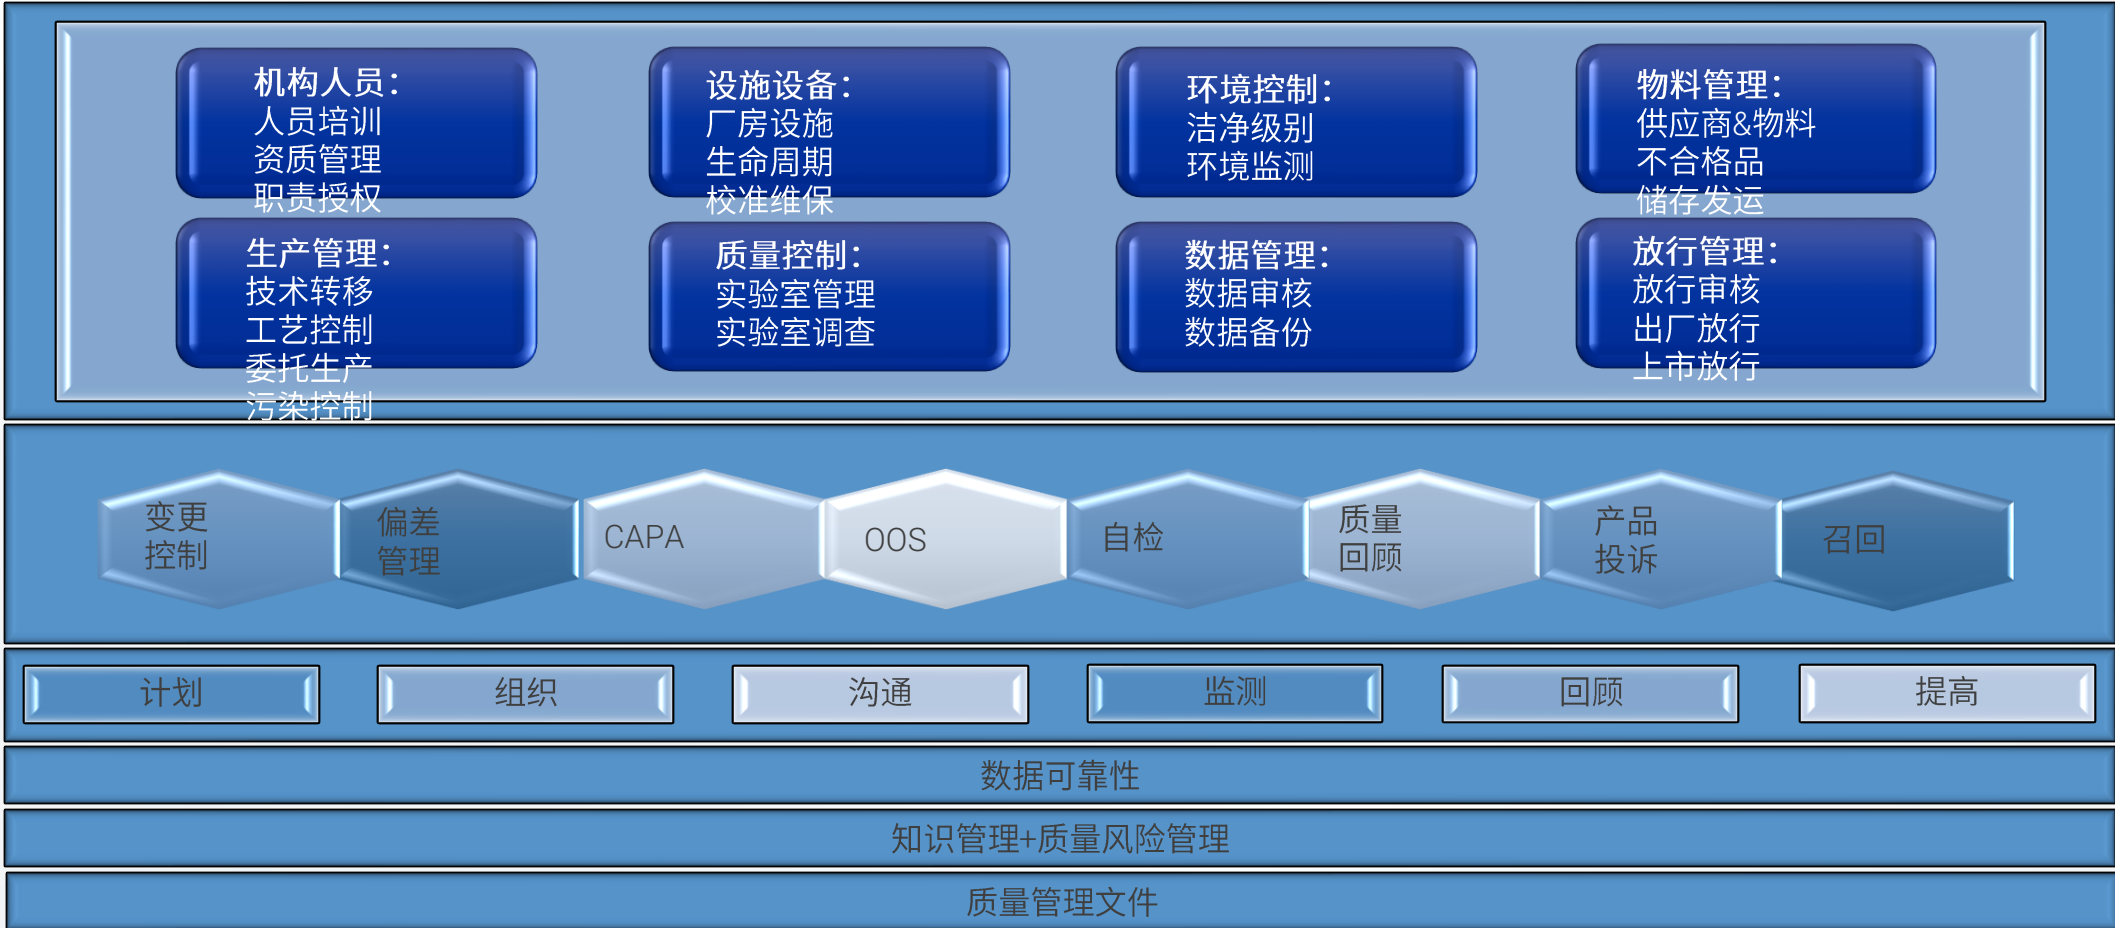 机构人员：
人员培训
资质管理
职责授权
设施设备：
厂房设施
生命周期
校准维保
环境控制：
洁净级别
环境监测
物料管理：
供应商&物料
不合格品
储存发运
生产管理：
技术转移
工艺控制
委托生产
污染控制
质量控制：
实验室管理
实验室调查
数据管理：
数据审核
数据备份
放行管理：
放行审核
出厂放行
上市放行
变更
控制
偏差
管理
CAPA
OOS
自检
质量
回顾
产品
投诉
召回
计划
组织
沟通
监测
回顾
提高
数据可靠性
知识管理+质量风险管理
质量管理文件